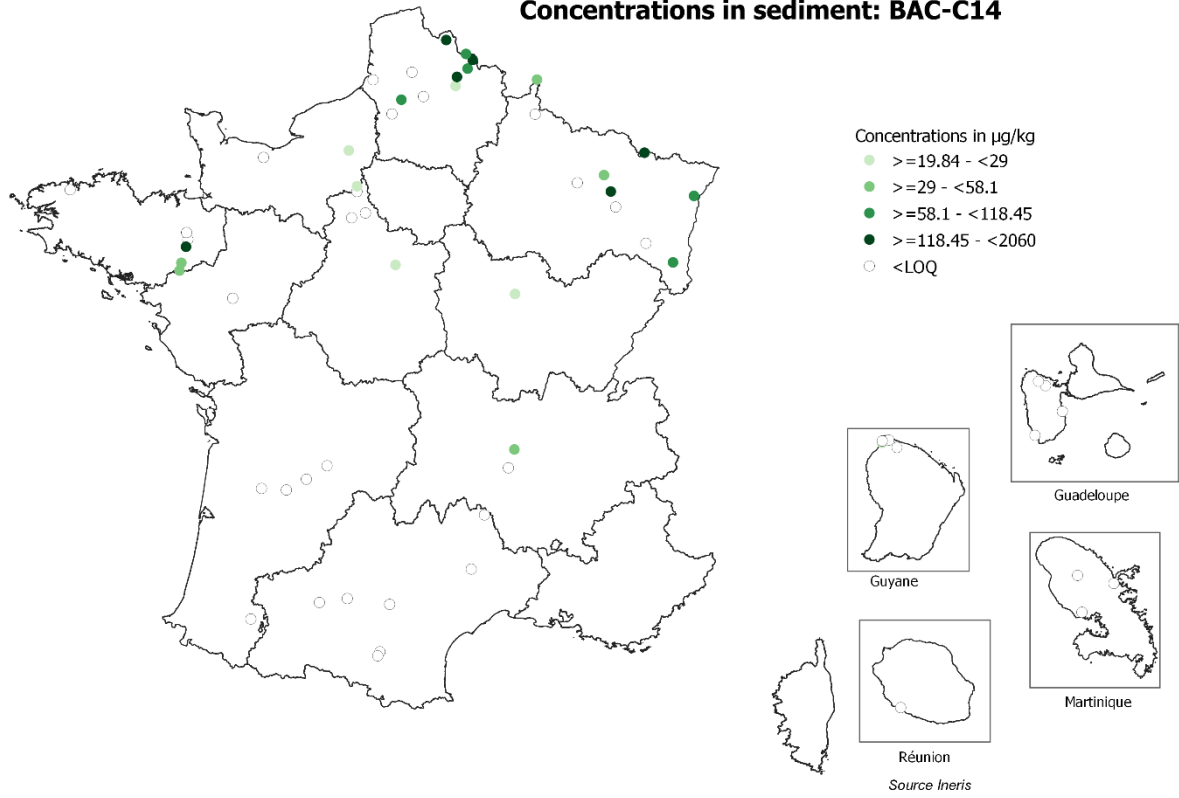 Concentrations in sediment: BAC-C14
Concentrations in µg/kg
>=19.84 - <29
>=29 - <58.1
>=58.1 - <118.45
>=118.45 - <2060
<LOQ
Guadeloupe
Guyane
Martinique
Réunion
Source Ineris